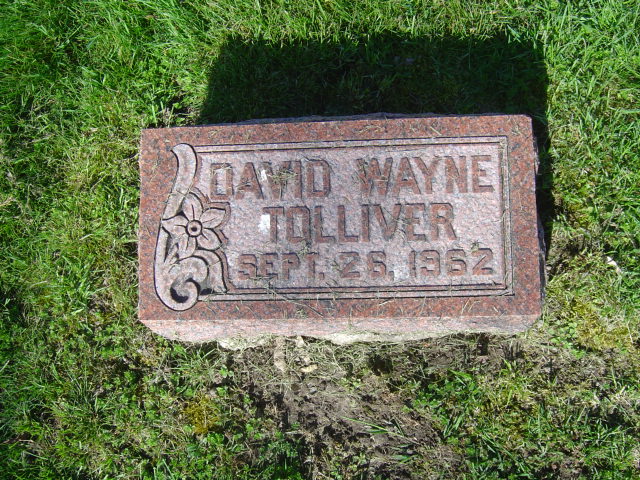 DAVID WAYNE
TOLLIVER
SEPT. 26, 1962